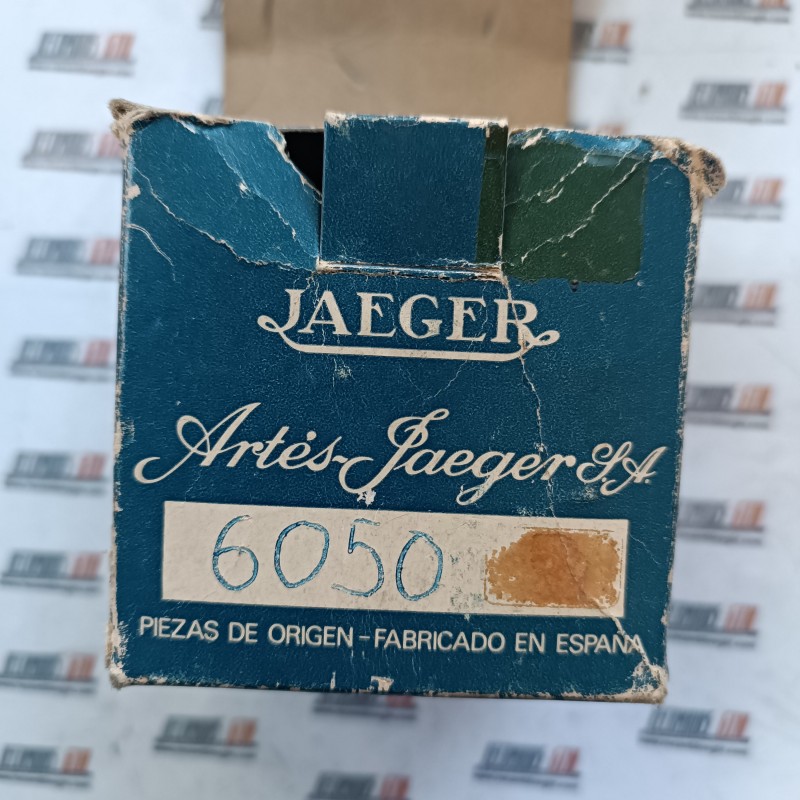 JAEGER
Artés-Jaeger S.A.
6050
PIEZAS DE ORIGEN - FABRICADO EN ESPAÑA